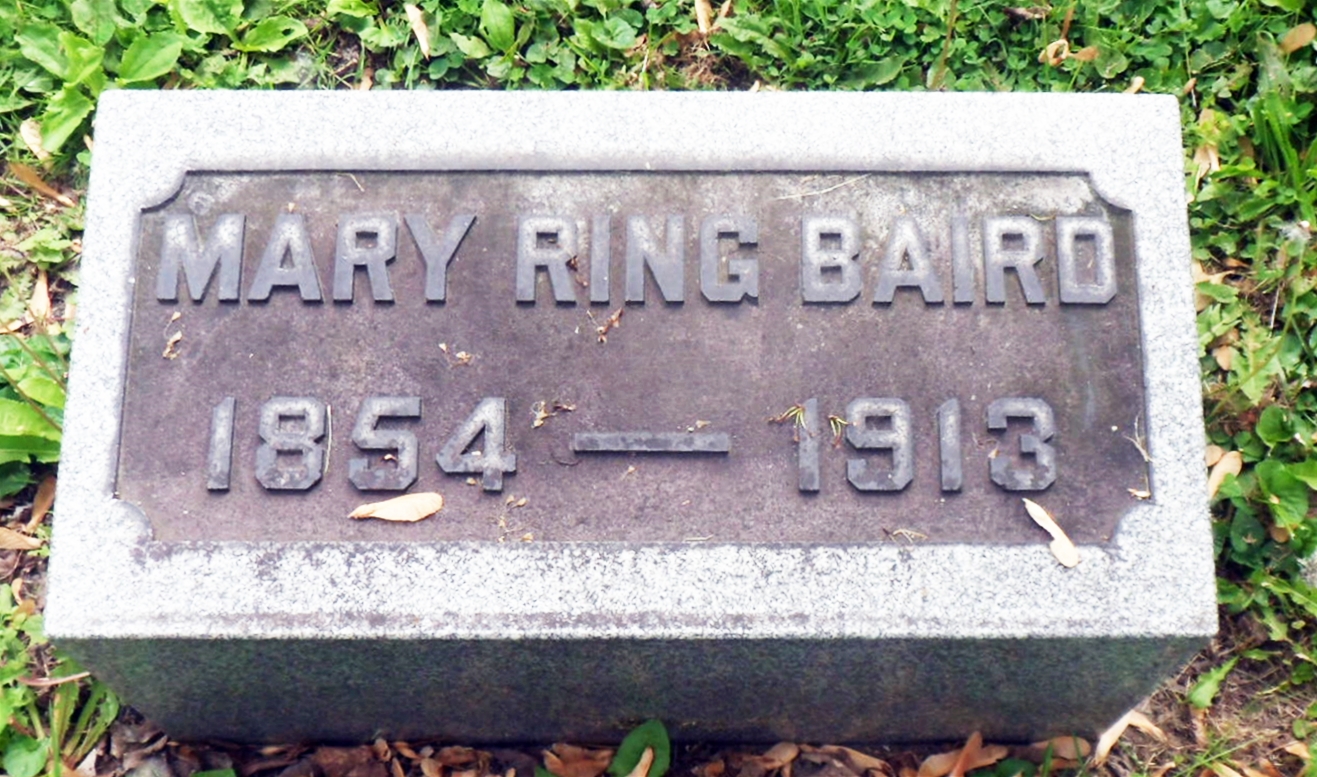 MARY RING BAIRD
1854 — 1913